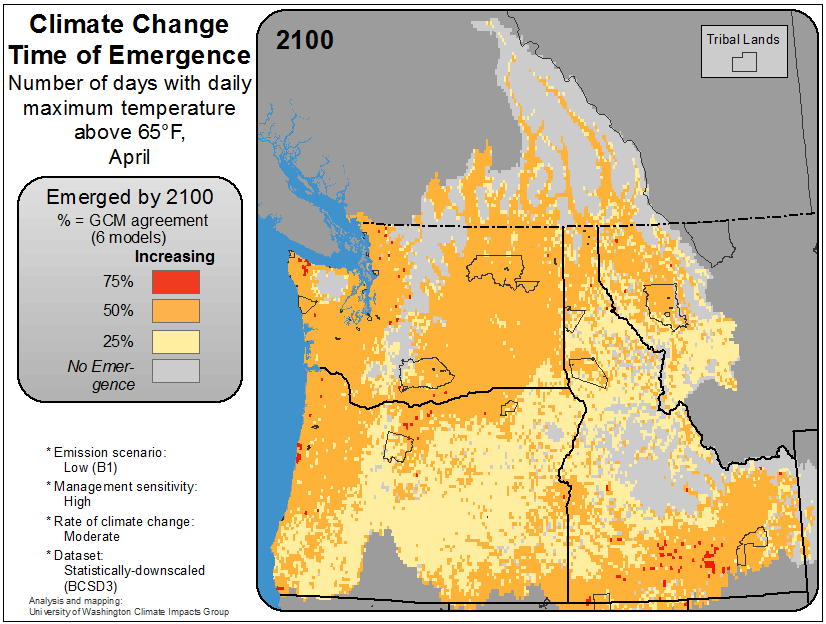 Climate Change
Time of Emergence
Number of days with daily
maximum temperature
above 65°F,
April
Emerged by 2100
% = GCM agreement
(6 models)
Increasing
75%
50%
25%
No Emer-
gence
* Emission scenario:
Low (B1)
* Management sensitivity:
High
* Rate of climate change:
Moderate
* Dataset:
Statistically-downscaled
(BCSD3)
Analysis and mapping:
University of Washington Climate Impacts Group
2100
Tribal Lands